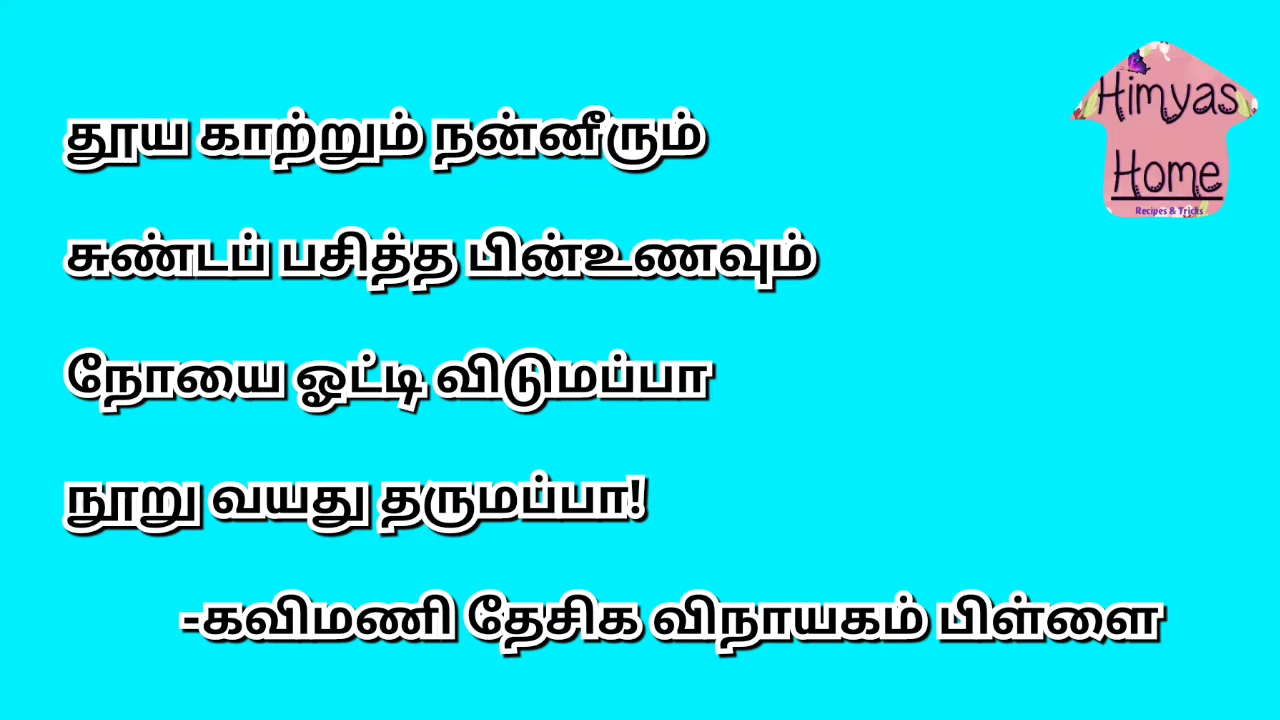 தூய காற்றும் நன்னீரும்
சுண்டப் பசித்த பின்உணவும்
நோயை ஓட்டி விடுமப்பா
நூறு வயது தருமப்பா!
-கவிமணி தேசிக விநாயகம் பிள்ளை
Himyas
Home
Recipes & Tricks